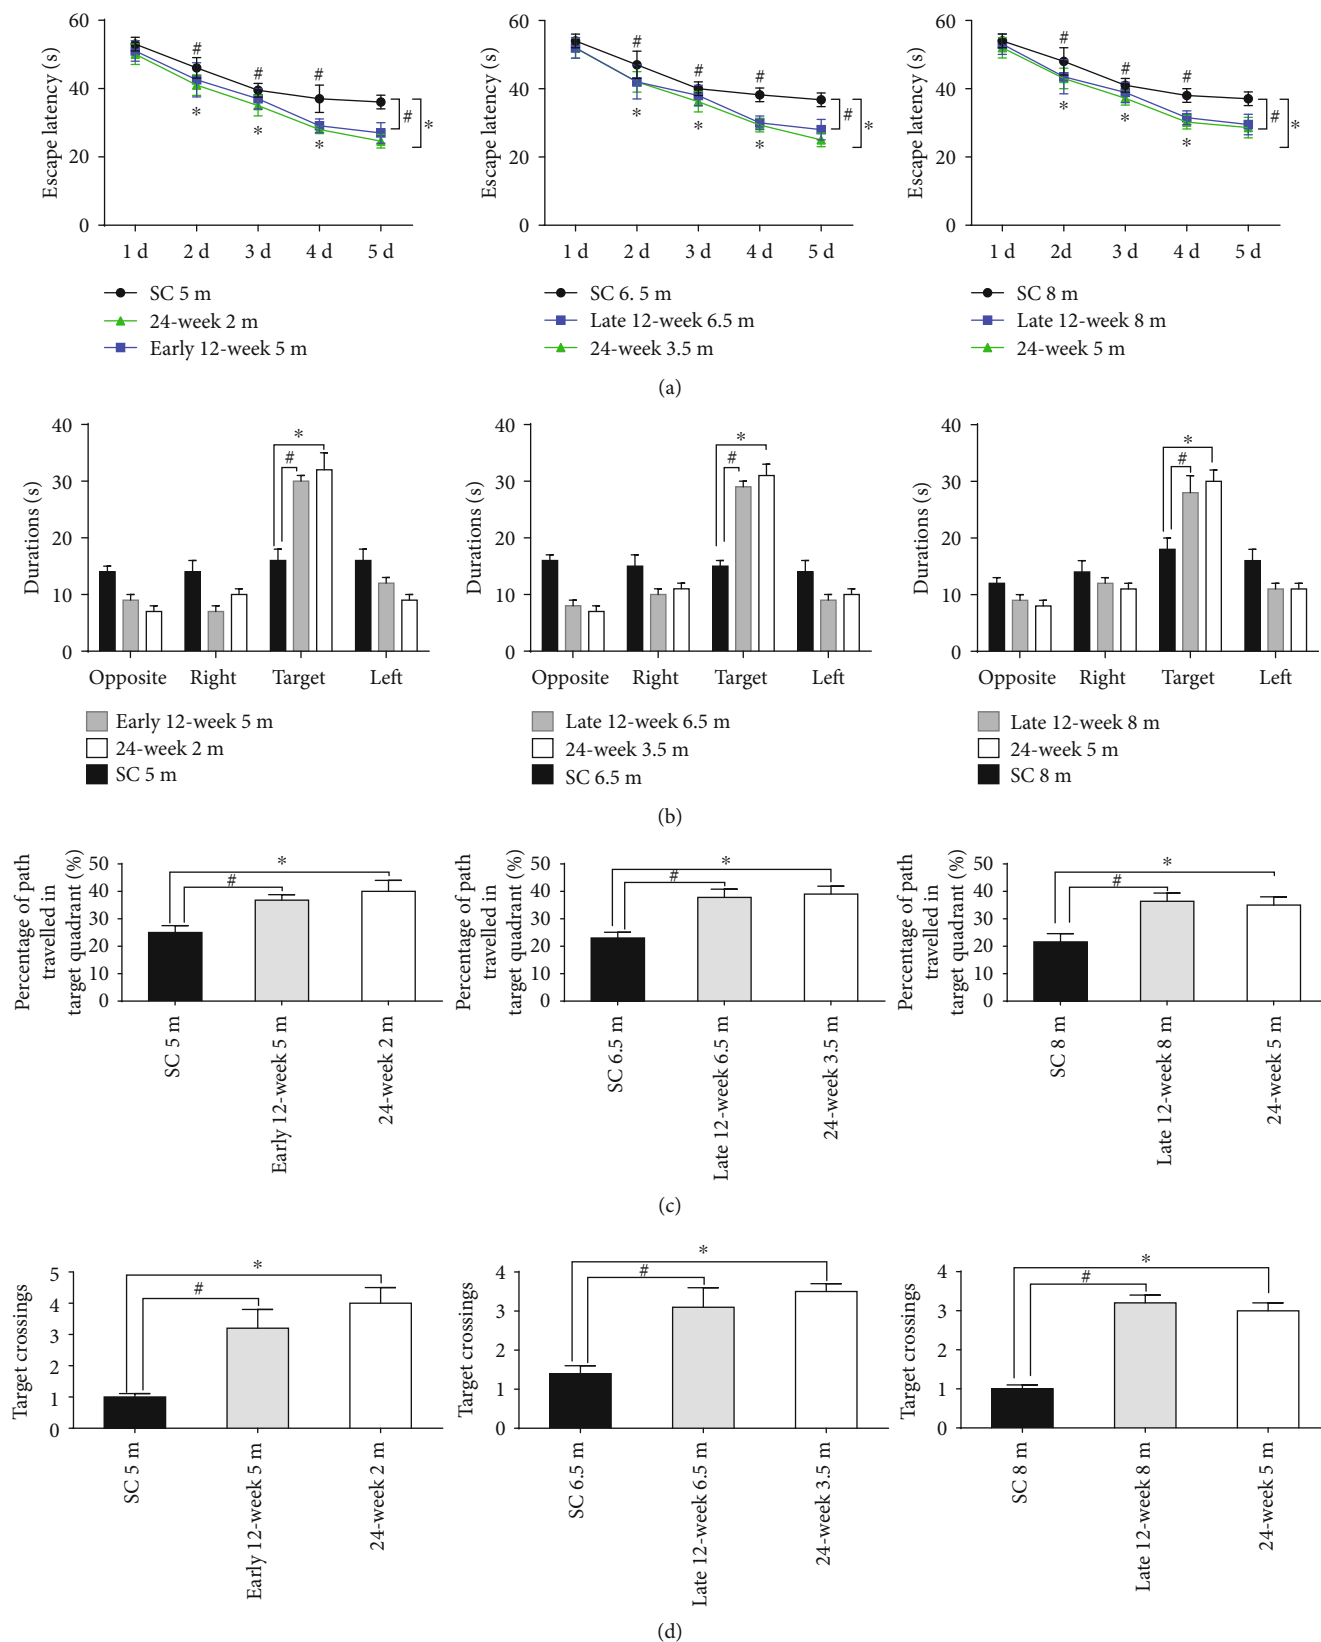 Escape latency (s)
60
40
20
0
# # # #
* * * *
1 d 2 d 3 d 4 d 5 d
SC 5 m
24-week 2 m
Early 12-week 5 m
Escape latency (s)
60
40
20
0
# # # #
* * * *
1 d 2 d 3 d 4 d 5 d
SC 6. 5 m
Late 12-week 6.5 m
24-week 3.5 m
Escape latency (s)
60
40
20
0
# # # #
* * * *
1 d 2d 3 d 4 d 5 d
SC 8 m
Late 12-week 8 m
24-week 5 m
(a)
Durations (s)
40
30
20
10
0
*
#
Opposite Right Target Left
Early 12-week 5 m
24-week 2 m
SC 5 m
Durations (s)
40
30
20
10
0
*
#
Opposite Right Target Left
Late 12-week 6.5 m
24-week 3.5 m
SC 6.5 m
Durations (s)
40
30
20
10
0
*
#
Opposite Right Target Left
Late 12-week 8 m
24-week 5 m
SC 8 m
(b)
Percentage of path
travelled in
target quadrant (%)
50
40
30
20
10
0
*
#
SC 5 m
Early 12-week 5 m
24-week 2 m
Percentage of path
travelled in
target quadrant (%)
50
40
30
20
10
0
*
#
SC 6.5 m
Late 12-week 6.5 m
24-week 3.5 m
Percentage of path
travelled in
target quadrant (%)
50
40
30
20
10
0
*
#
SC 8 m
Late 12-week 8 m
24-week 5 m
(c)
Target crossings
5
4
3
2
1
0
*
#
SC 5 m
Early 12-week 5 m
24-week 2 m
Target crossings
4
3
2
1
0
*
#
SC 6.5 m
Late 12-week 6.5 m
24-week 3.5 m
Target crossings
4
3
2
1
0
*
#
SC 8 m
Late 12-week 8 m
24-week 5 m
(d)